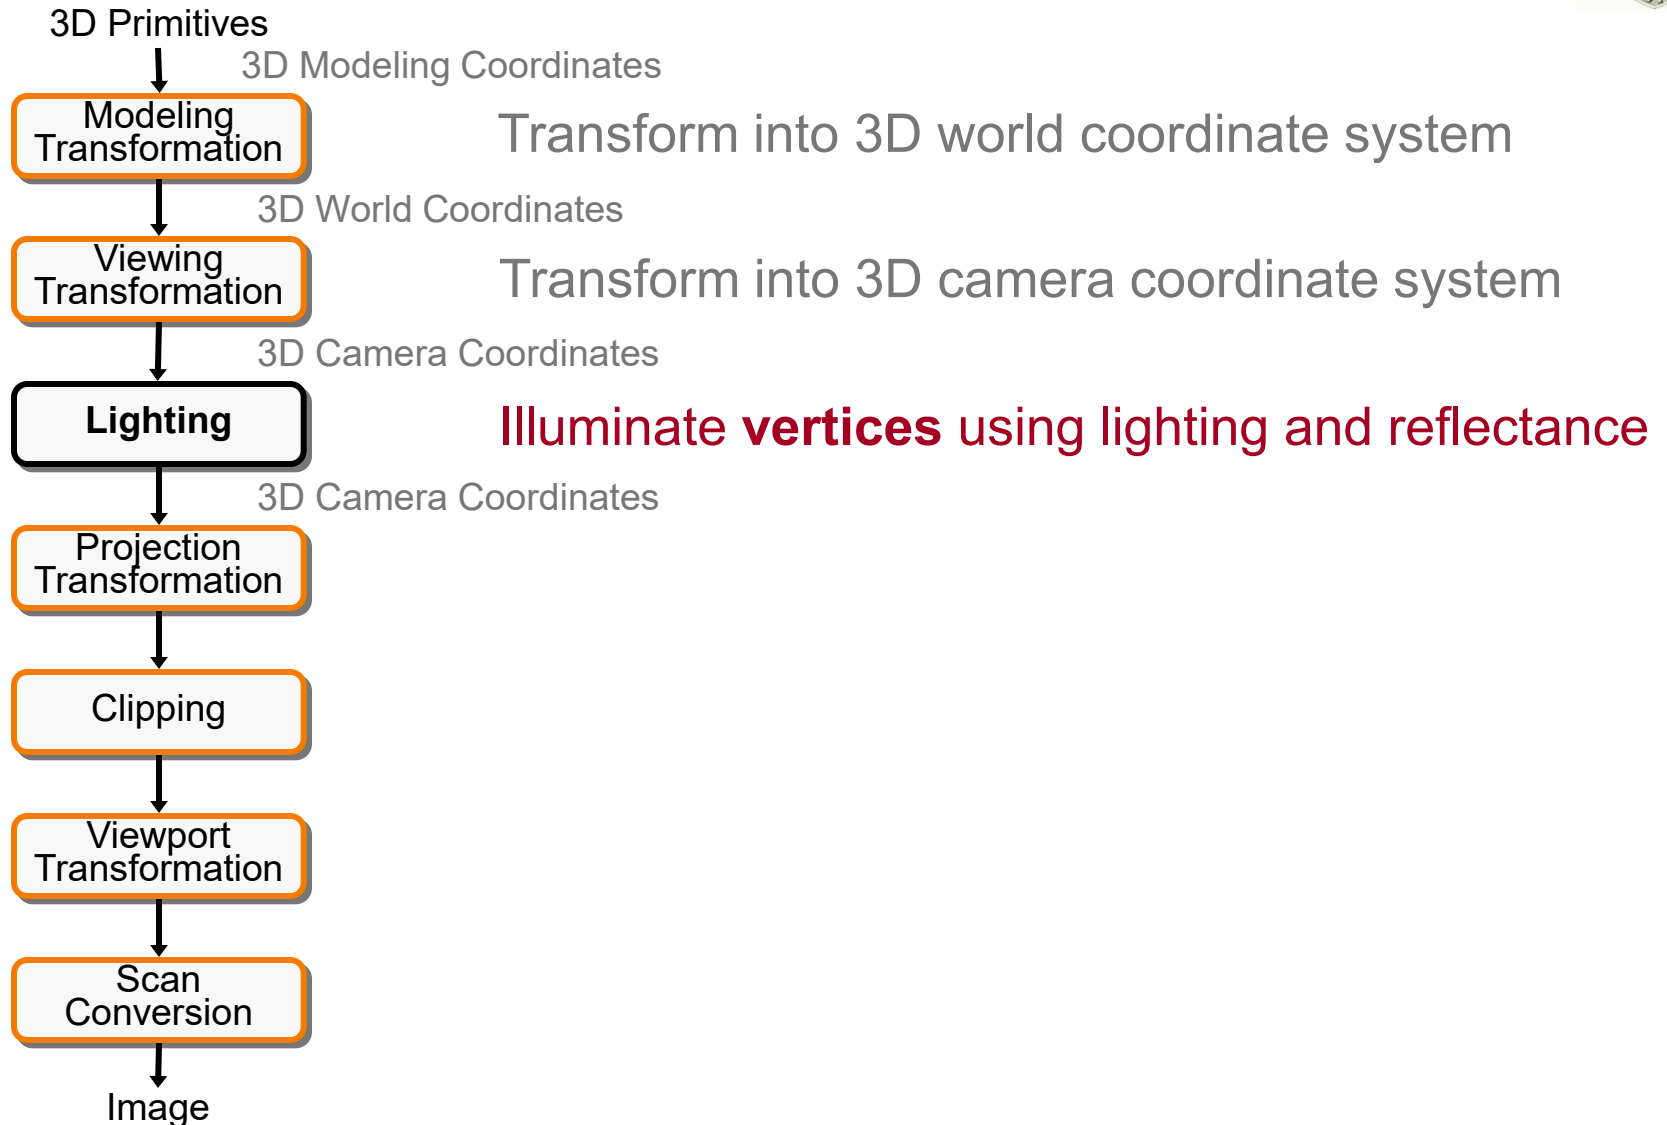 3D Primitives
3D Modeling Coordinates
Modeling
Transformation
Transform into 3D world coordinate system
3D World Coordinates
Viewing
Transformation
Transform into 3D camera coordinate system
3D Camera Coordinates
Lighting
Illuminate vertices using lighting and reflectance
3D Camera Coordinates
Projection
Transformation
Clipping
Viewport
Transformation
Scan
Conversion
Image